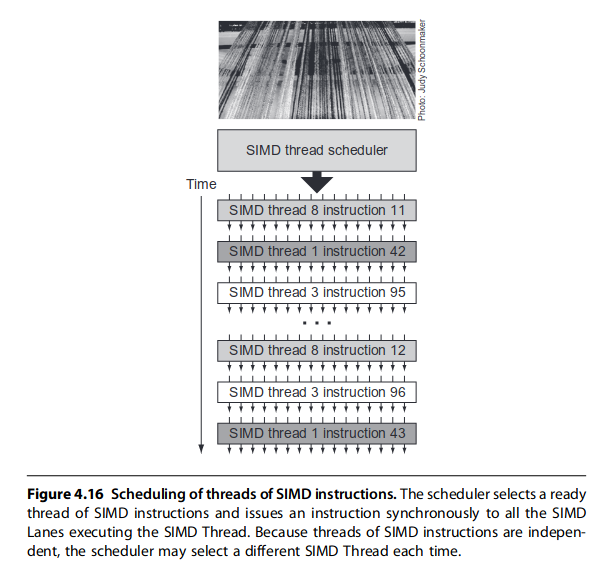 Photo: Judy Schoonmaker
SIMD thread scheduler
Time
SIMD thread 8 instruction 11
SIMD thread 1 instruction 42
SIMD thread 3 instruction 95
. . .
SIMD thread 8 instruction 12
SIMD thread 3 instruction 96
SIMD thread 1 instruction 43
Figure 4.16 Scheduling of threads of SIMD instructions. The scheduler selects a ready
thread of SIMD instructions and issues an instruction synchronously to all the SIMD
Lanes executing the SIMD Thread. Because threads of SIMD instructions are indepen-
dent, the scheduler may select a different SIMD Thread each time.